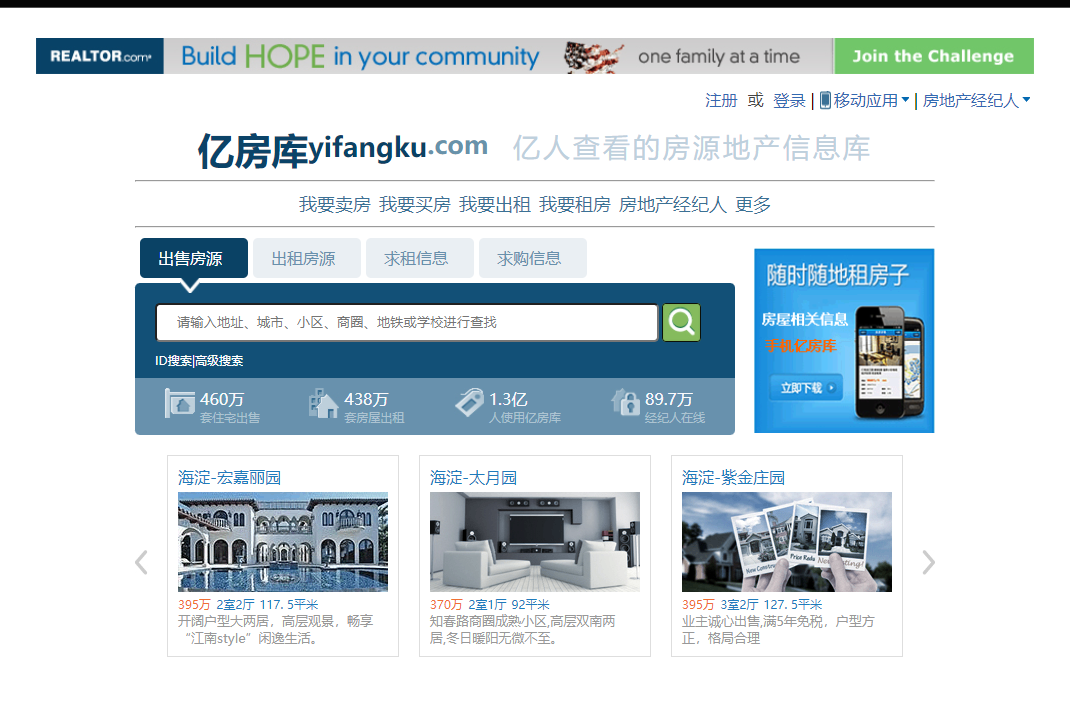 REALTOR.com® Build HOPE in your community one family at a time Join the Challenge
注册 或 登录 | 移动应用 | 房地产经纪人
亿房库yifangku.com 亿人查看的房源地产信息库
我要卖房 我要买房 我要出租 我要租房 房地产经纪人 更多
出售房源 出租房源 求租信息 求购信息
请输入地址、城市、小区、商圈、地铁或学校进行查找
ID搜索|高级搜索
460万 438万 1.3亿 89.7万
套住宅出售 套房屋出租 人使用亿房库 经纪人在线
随时随地租房子
房屋相关信息
手机亿房库
立即下载
海淀-宏嘉丽园
395万 2室2厅 117.5平米
开阔户型大两居，高层观景，畅享
“江南style”闲逸生活。
海淀-太月园
370万 2室1厅 92平米
知春路商圈成熟小区,高层双南两
居,冬日暖阳无微不至。
海淀-紫金庄园
395万 3室2厅 127.5平米
业主诚心出售,满5年免税，户型方
正，格局合理